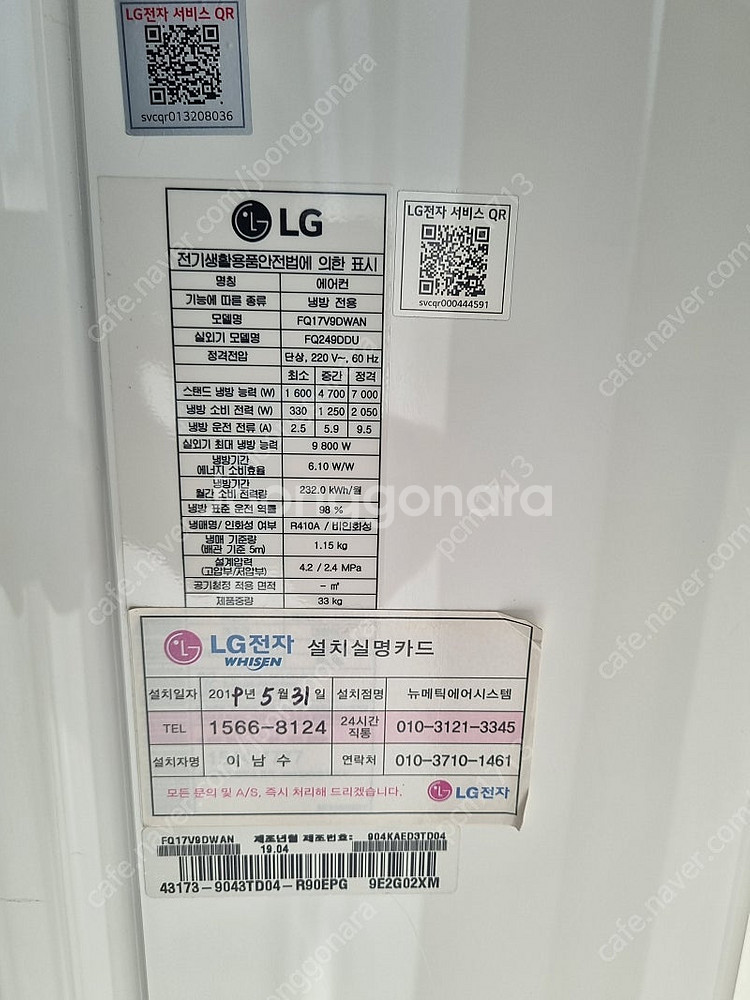 LG전자 서비스 QR
svcqr013208036
LG
LG전자 서비스 QR
svcqr000444591
전기생활용품안전법에 의한 표시
명칭 에어컨
기능에 따른 종류 냉방 전용
모델명 FQ17V9DWAN
실외기 모델명 FQ249DDU
정격전압 단상, 220 V~, 60 Hz
최소 중간 정격
스탠드 냉방 능력 (W) 1 600 4 700 7 000
냉방 소비 전력 (W) 330 1 250 2 050
냉방 운전 전류 (A) 2.5 5.9 9.5
실외기 최대 냉방 능력 9 800 W
냉방기간
에너지 소비효율 6.10 W/W
냉방기간
월간 소비 전력량 232.0 kWh/월
냉방 표준 운전 역률 98 %
냉매명/ 인화성 여부 R410A / 비인화성
냉매 기준량
(배관 기준 5m) 1.15 kg
설계압력
(고압부/저압부) 4.2 / 2.4 MPa
공기청정 적용 면적 - ㎡
제품중량 33 kg
joonggonara
LG전자
WHISEN
설치실명카드
설치일자 2019년 5월 31일 설치점명 뉴메틱에어시스템
TEL 1566-8124 24시간 직통 010-3121-3345
설치자명 이 남 수 연락처 010-3710-1461
모든 문의 및 A/S, 즉시 처리해 드리겠습니다. LG전자
FQ17V9DWAN 제조년월 제조번호: 904KAED3TD04
19.04
43173-9043TD04-R90EPG 9E2G02XM
cafe.naver.com/joonggonara
pcm7713